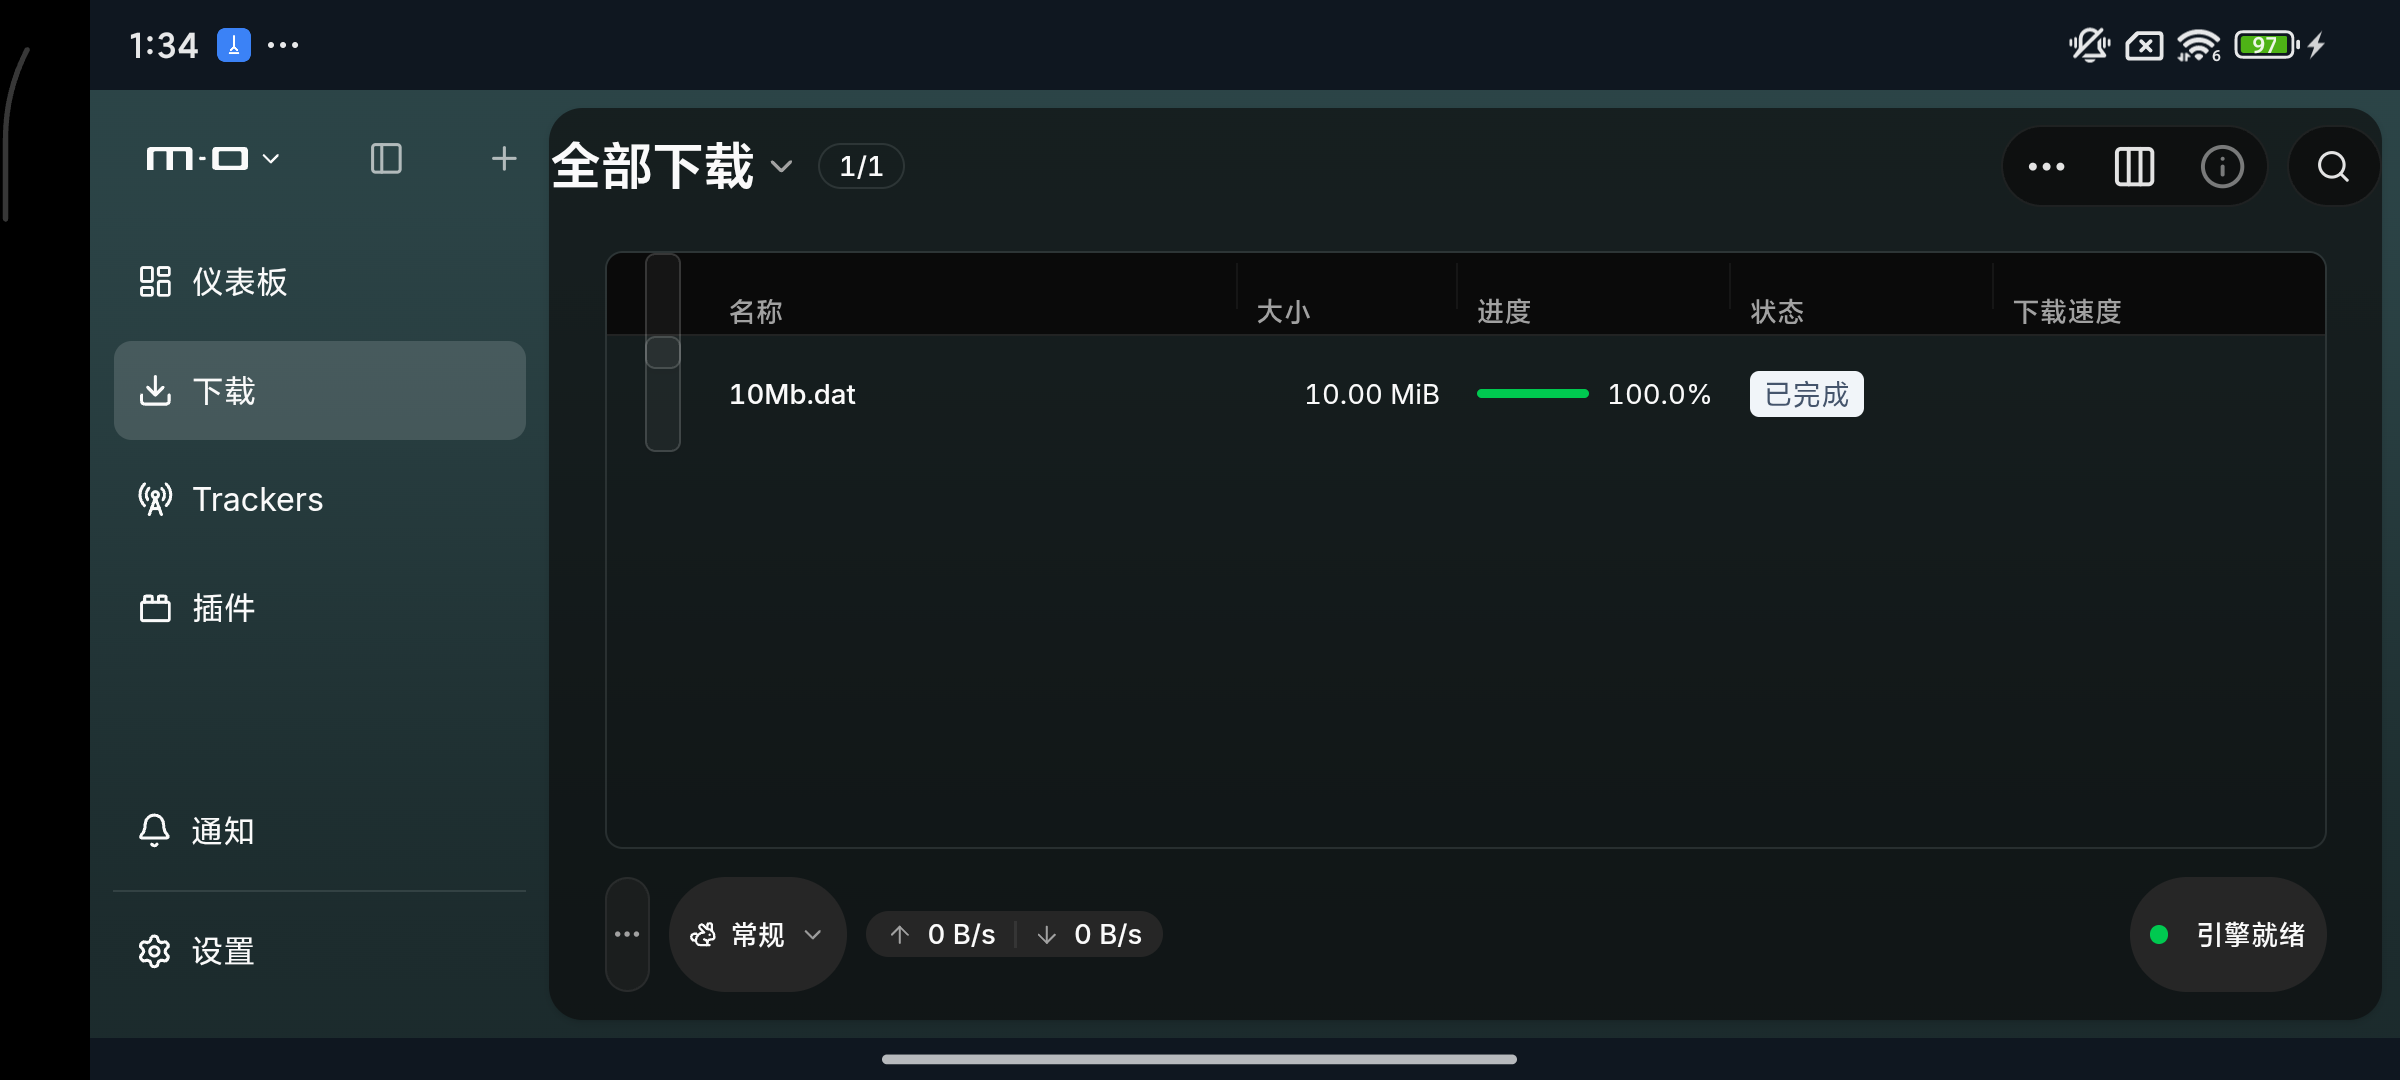 1:34
6
97
m-o
全部下载
1/1
仪表板
下载
Trackers
插件
通知
设置
名称 大小 进度 状态 下载速度
10Mb.dat 10.00 MiB 100.0% 已完成
常规
0 B/s 0 B/s
引擎就绪